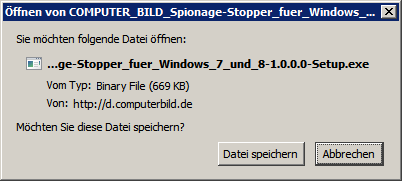 Öffnen von COMPUTER_BILD_Spionage-Stopper_fuer_Windows_...
Sie möchten folgende Datei öffnen:
...ge-Stopper_fuer_Windows_7_und_8-1.0.0.0-Setup.exe
Vom Typ: Binary File (669 KB)
Von: http://d.computerbild.de
Möchten Sie diese Datei speichern?
Datei speichern Abbrechen